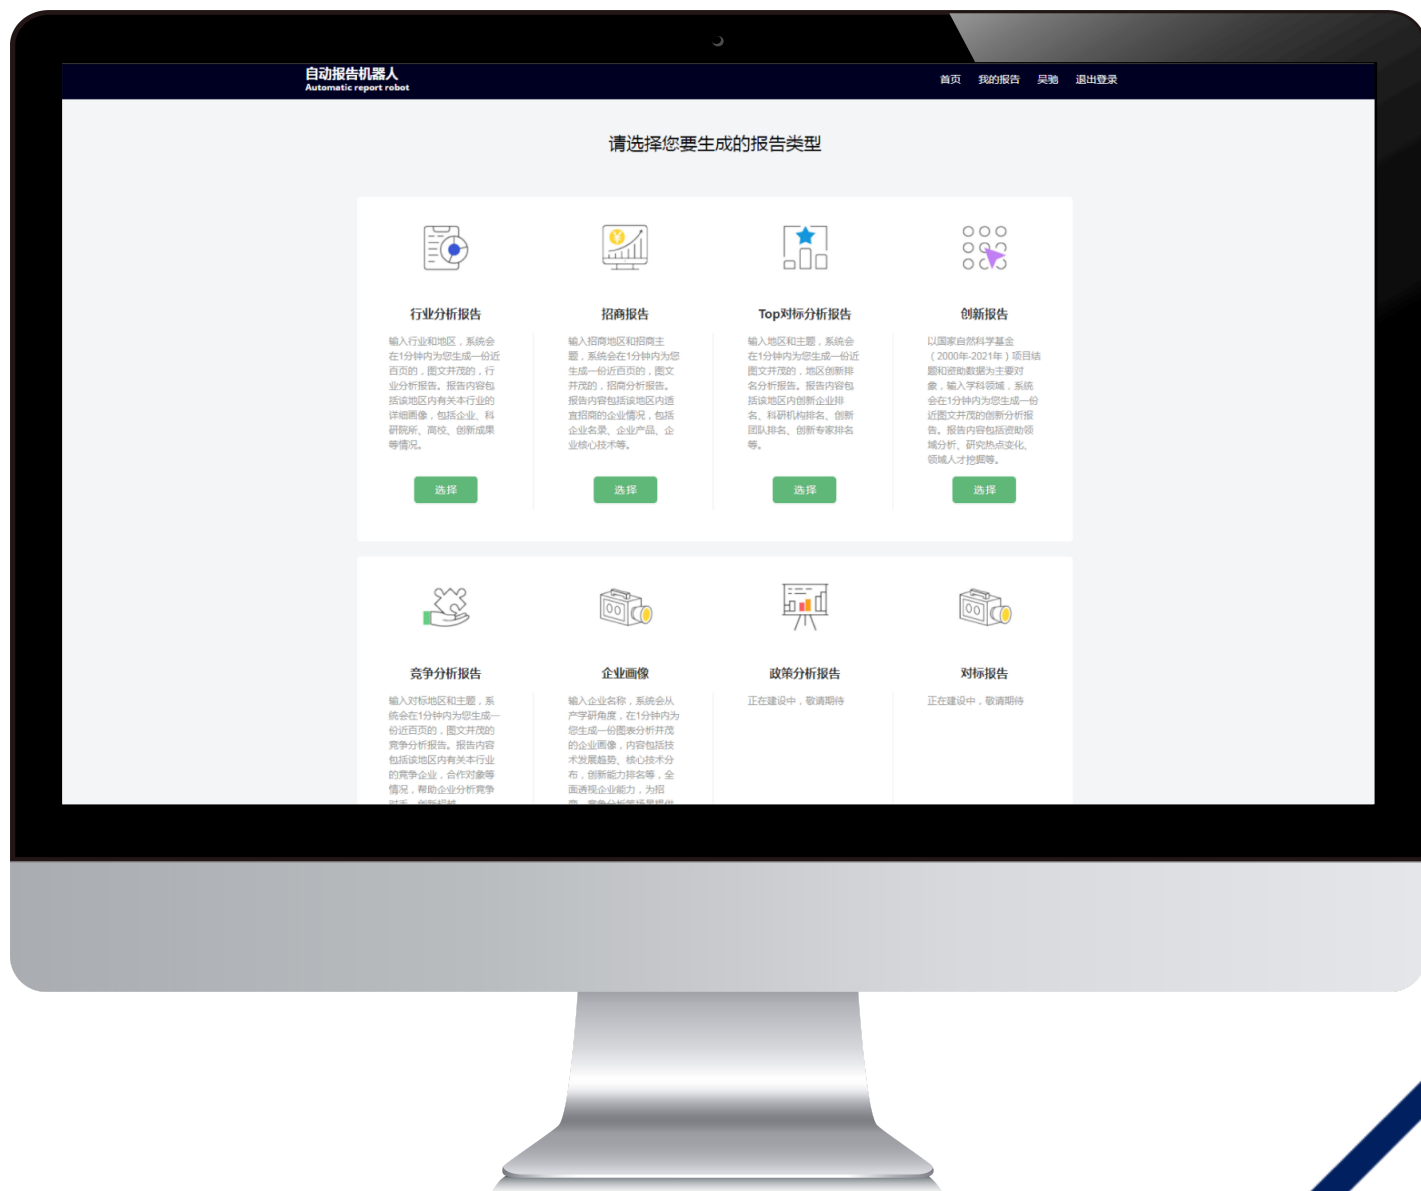 自动报告机器人
Automatic report robot
首页 我的报告 吴驰 退出登录
请选择您要生成的报告类型
行业分析报告
输入行业和地区，系统会
在1分钟内为您生成一份近
百页的，图文并茂的，行
业分析报告。报告内容包
括该地区内有关本行业的
详细画像，包括企业、科
研院所、高校、创新成果
等情况。
选择
招商报告
输入招商地区和招商主
题，系统会在1分钟内为您
生成一份近百页的，图文
并茂的，招商分析报告。
报告内容包括该地区内适
宜招商的企业情况，包括
企业名录、企业产品、企
业核心技术等。
选择
Top对标分析报告
输入地区和主题，系统会
在1分钟内为您生成一份近
图文并茂的，地区创新排
名分析报告。报告内容包
括该地区内创新企业排
名、科研机构排名、创新
团队排名、创新专家排名
等。
选择
创新报告
以国家自然科学基金
（2000年-2021年）项目结
题和资助数据为主要对
象，输入学科领域，系统
会在1分钟内为您生成一份
近图文并茂的创新分析报
告。报告内容包括资助领
域分析、研究热点变化、
领域人才挖掘等。
选择
竞争分析报告
输入对标地区和主题，系
统会在1分钟内为您生成一
份近百页的，图文并茂的
竞争分析报告。报告内容
包括该地区内有关本行业
的竞争企业，合作对象等
情况，帮助企业分析竞争
对手，创新超越
企业画像
输入企业名称，系统会从
产学研角度，在1分钟内为
您生成一份图表分析并茂
的企业画像，内容包括技
术发展趋势、核心技术分
布，创新能力排名等，全
面透视企业能力，为招
商、竞争分析等场景提供
政策分析报告
正在建设中，敬请期待
对标报告
正在建设中，敬请期待